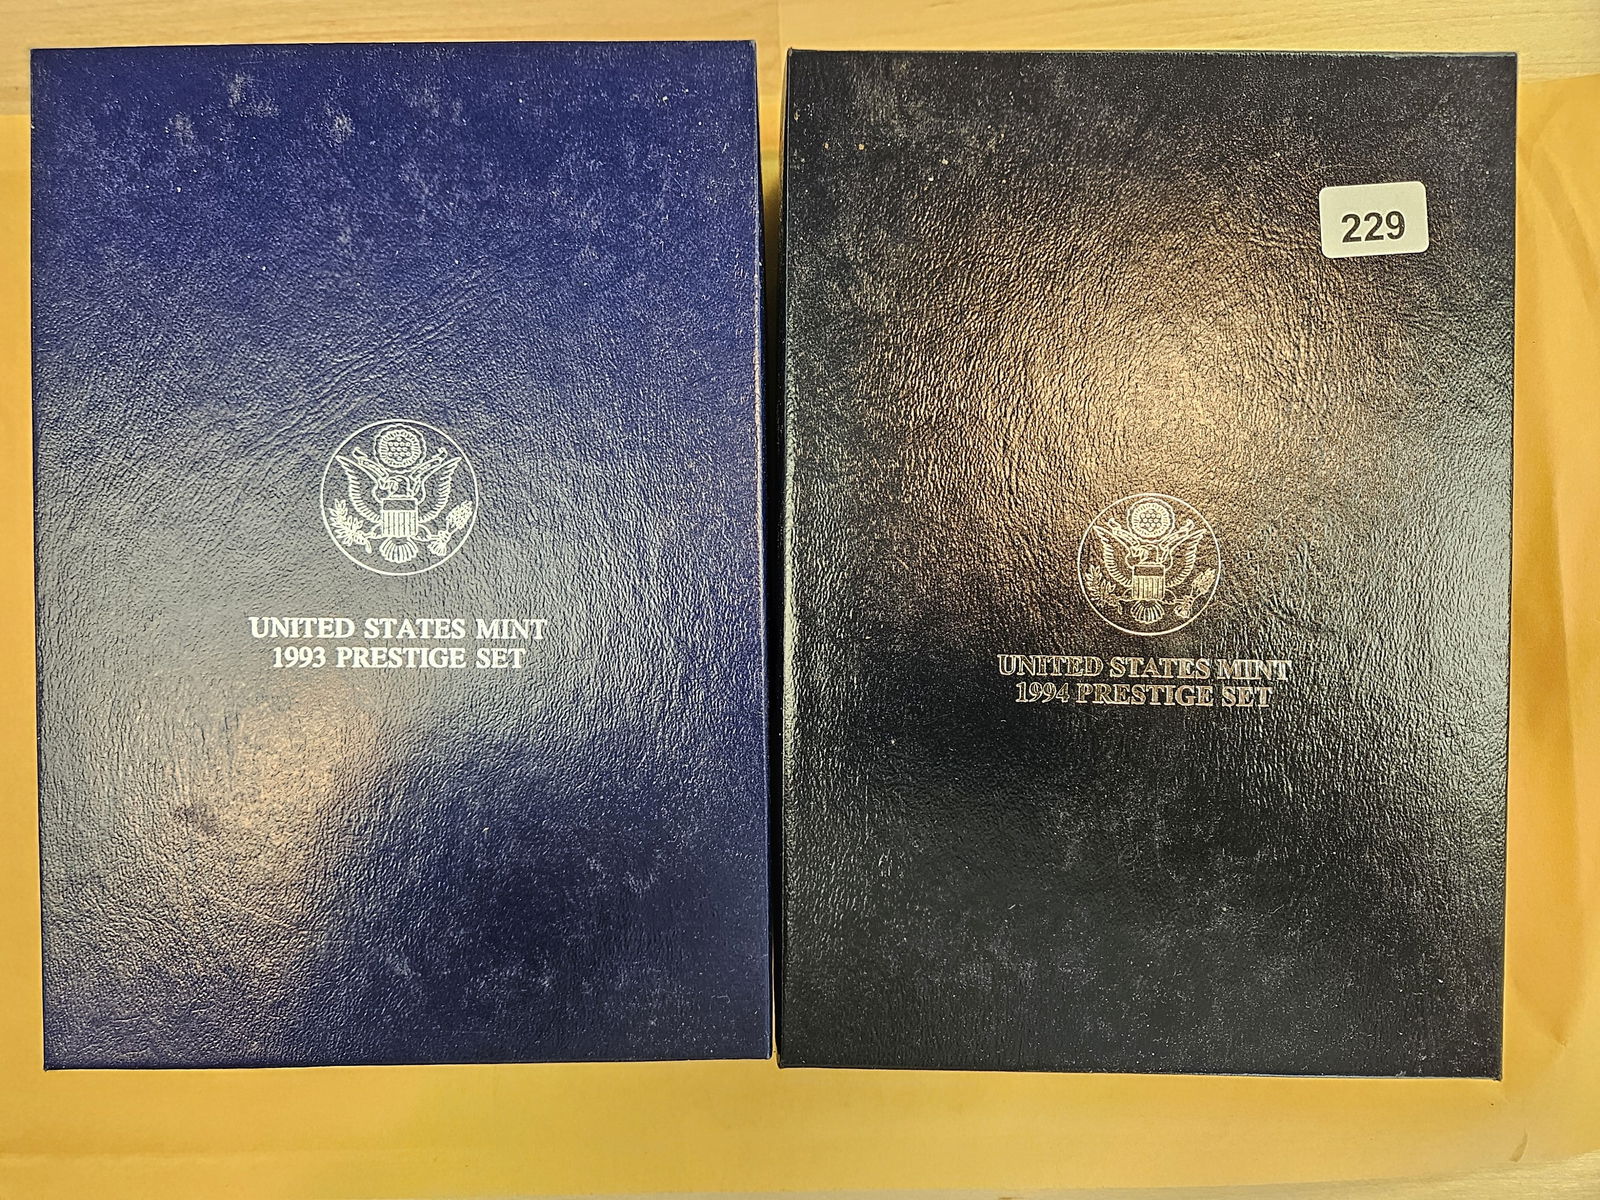 UNITED STATES MINT
1993 PRESTIGE SET
229
UNITED STATES MINT
1994 PRESTIGE SET